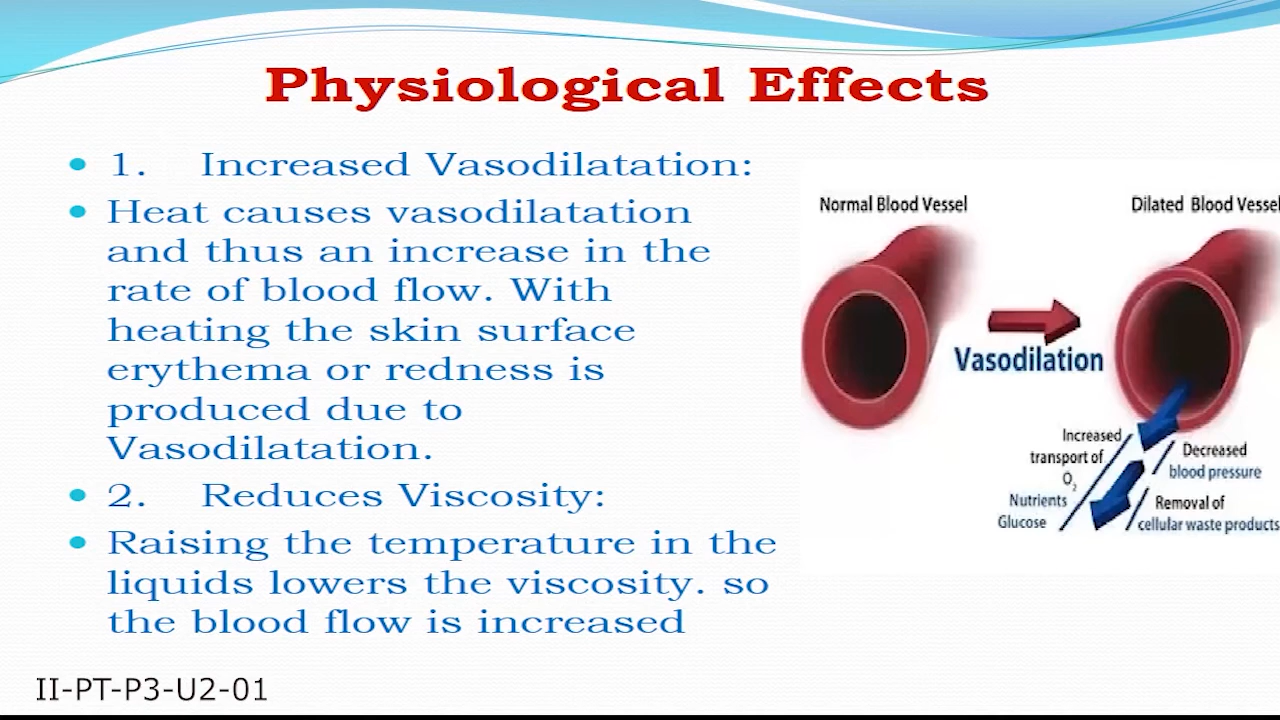 Physiological Effects
1. Increased Vasodilatation:
Heat causes vasodilatation
and thus an increase in the
rate of blood flow. With
heating the skin surface
erythema or redness is
produced due to
Vasodilatation.
2. Reduces Viscosity:
Raising the temperature in the
liquids lowers the viscosity. so
the blood flow is increased
Normal Blood Vessel
Dilated Blood Vessel
Vasodilation
Increased
transport of
O2
Nutrients
Glucose
Decreased
blood pressure
Removal of
cellular waste products
II-PT-P3-U2-01